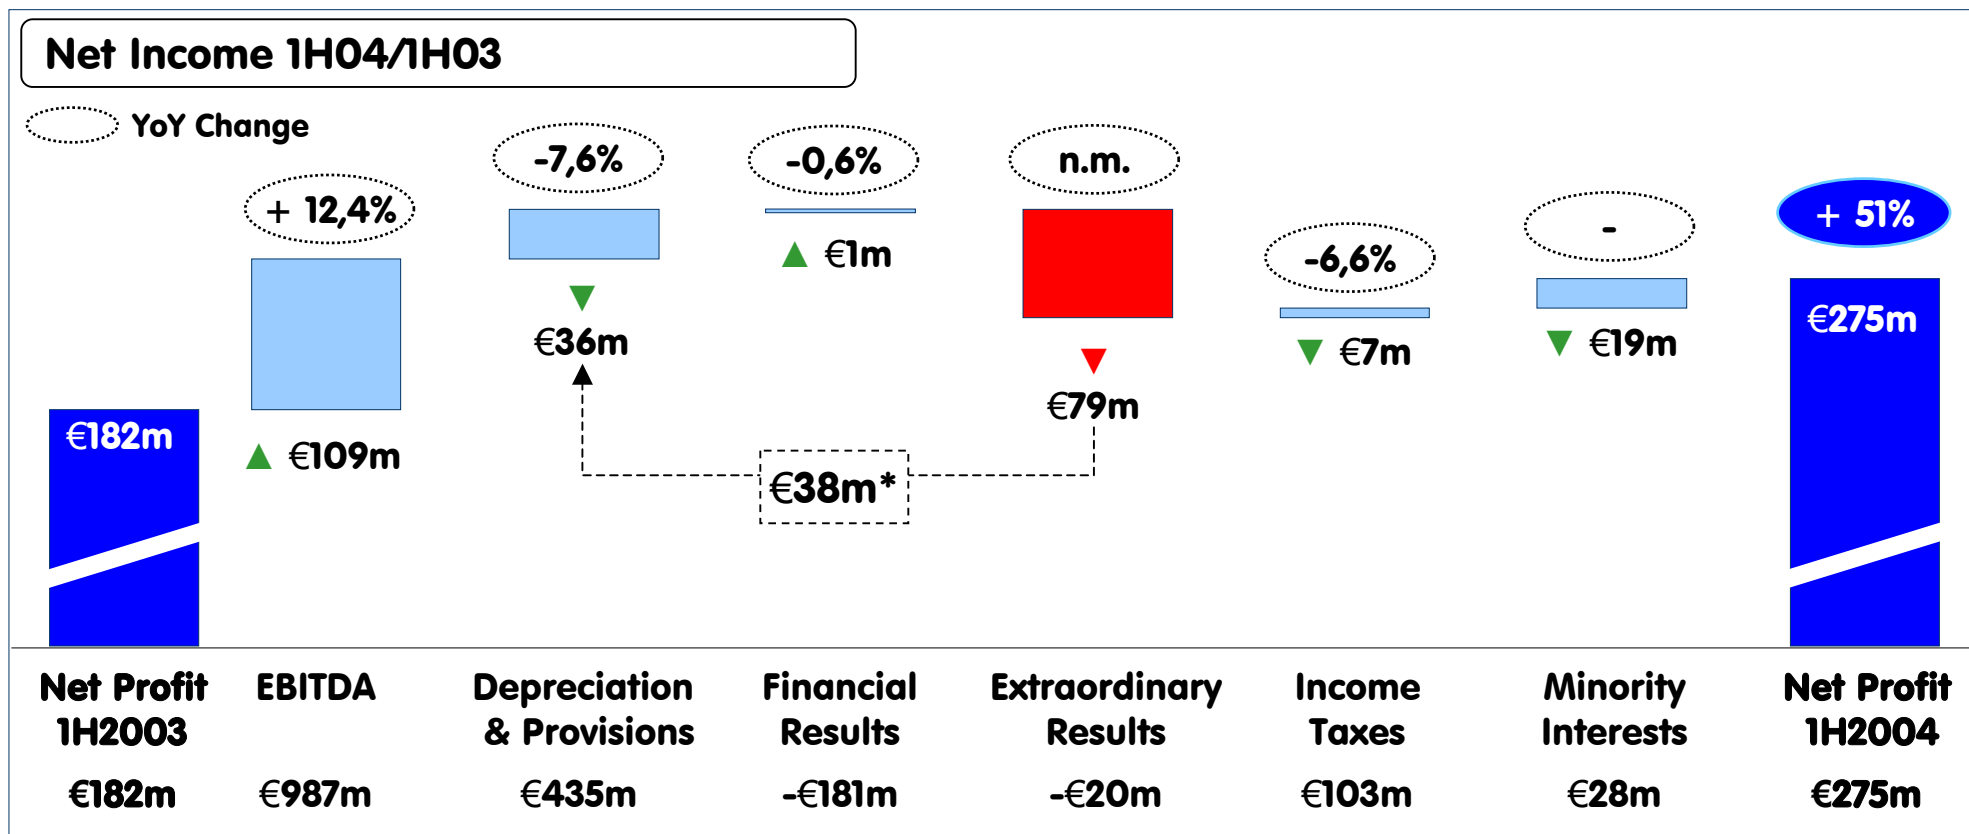 Net Income 1H04/1H03
YoY Change
+ 12,4%
-7,6%
-0,6%
n.m.
-6,6%
-
+ 51%
€182m
▲ €109m
▼
€36m
▲ €1m
▼
€79m
▼ €7m
▼ €19m
€275m
€38m*
Net Profit
1H2003
€182m
EBITDA
€987m
Depreciation
& Provisions
€435m
Financial
Results
-€181m
Extraordinary
Results
-€20m
Income
Taxes
€103m
Minority
Interests
€28m
Net Profit
1H2004
€275m